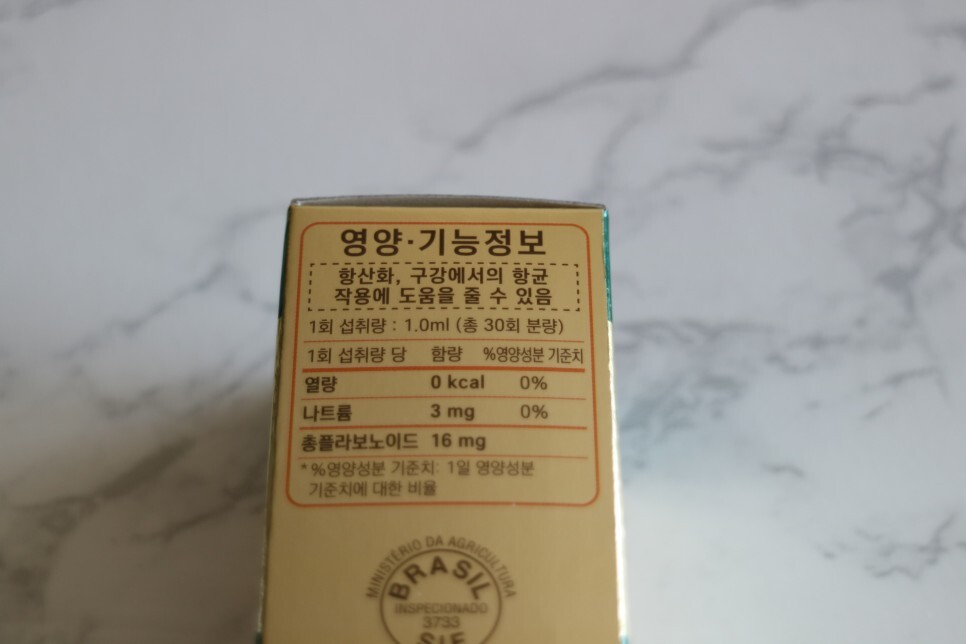 영양·기능정보
항산화, 구강에서의 항균
작용에 도움을 줄 수 있음
1회 섭취량 : 1.0ml (총 30회 분량)
1회 섭취량 당 함량 %영양성분 기준치
열량 0 kcal 0%
나트륨 3 mg 0%
총플라보노이드 16 mg
* %영양성분 기준치: 1일 영양성분
기준치에 대한 비율
MINISTÉRIO DA AGRICULTURA
BRASIL
INSPECIONADO
3733
S.I.F.